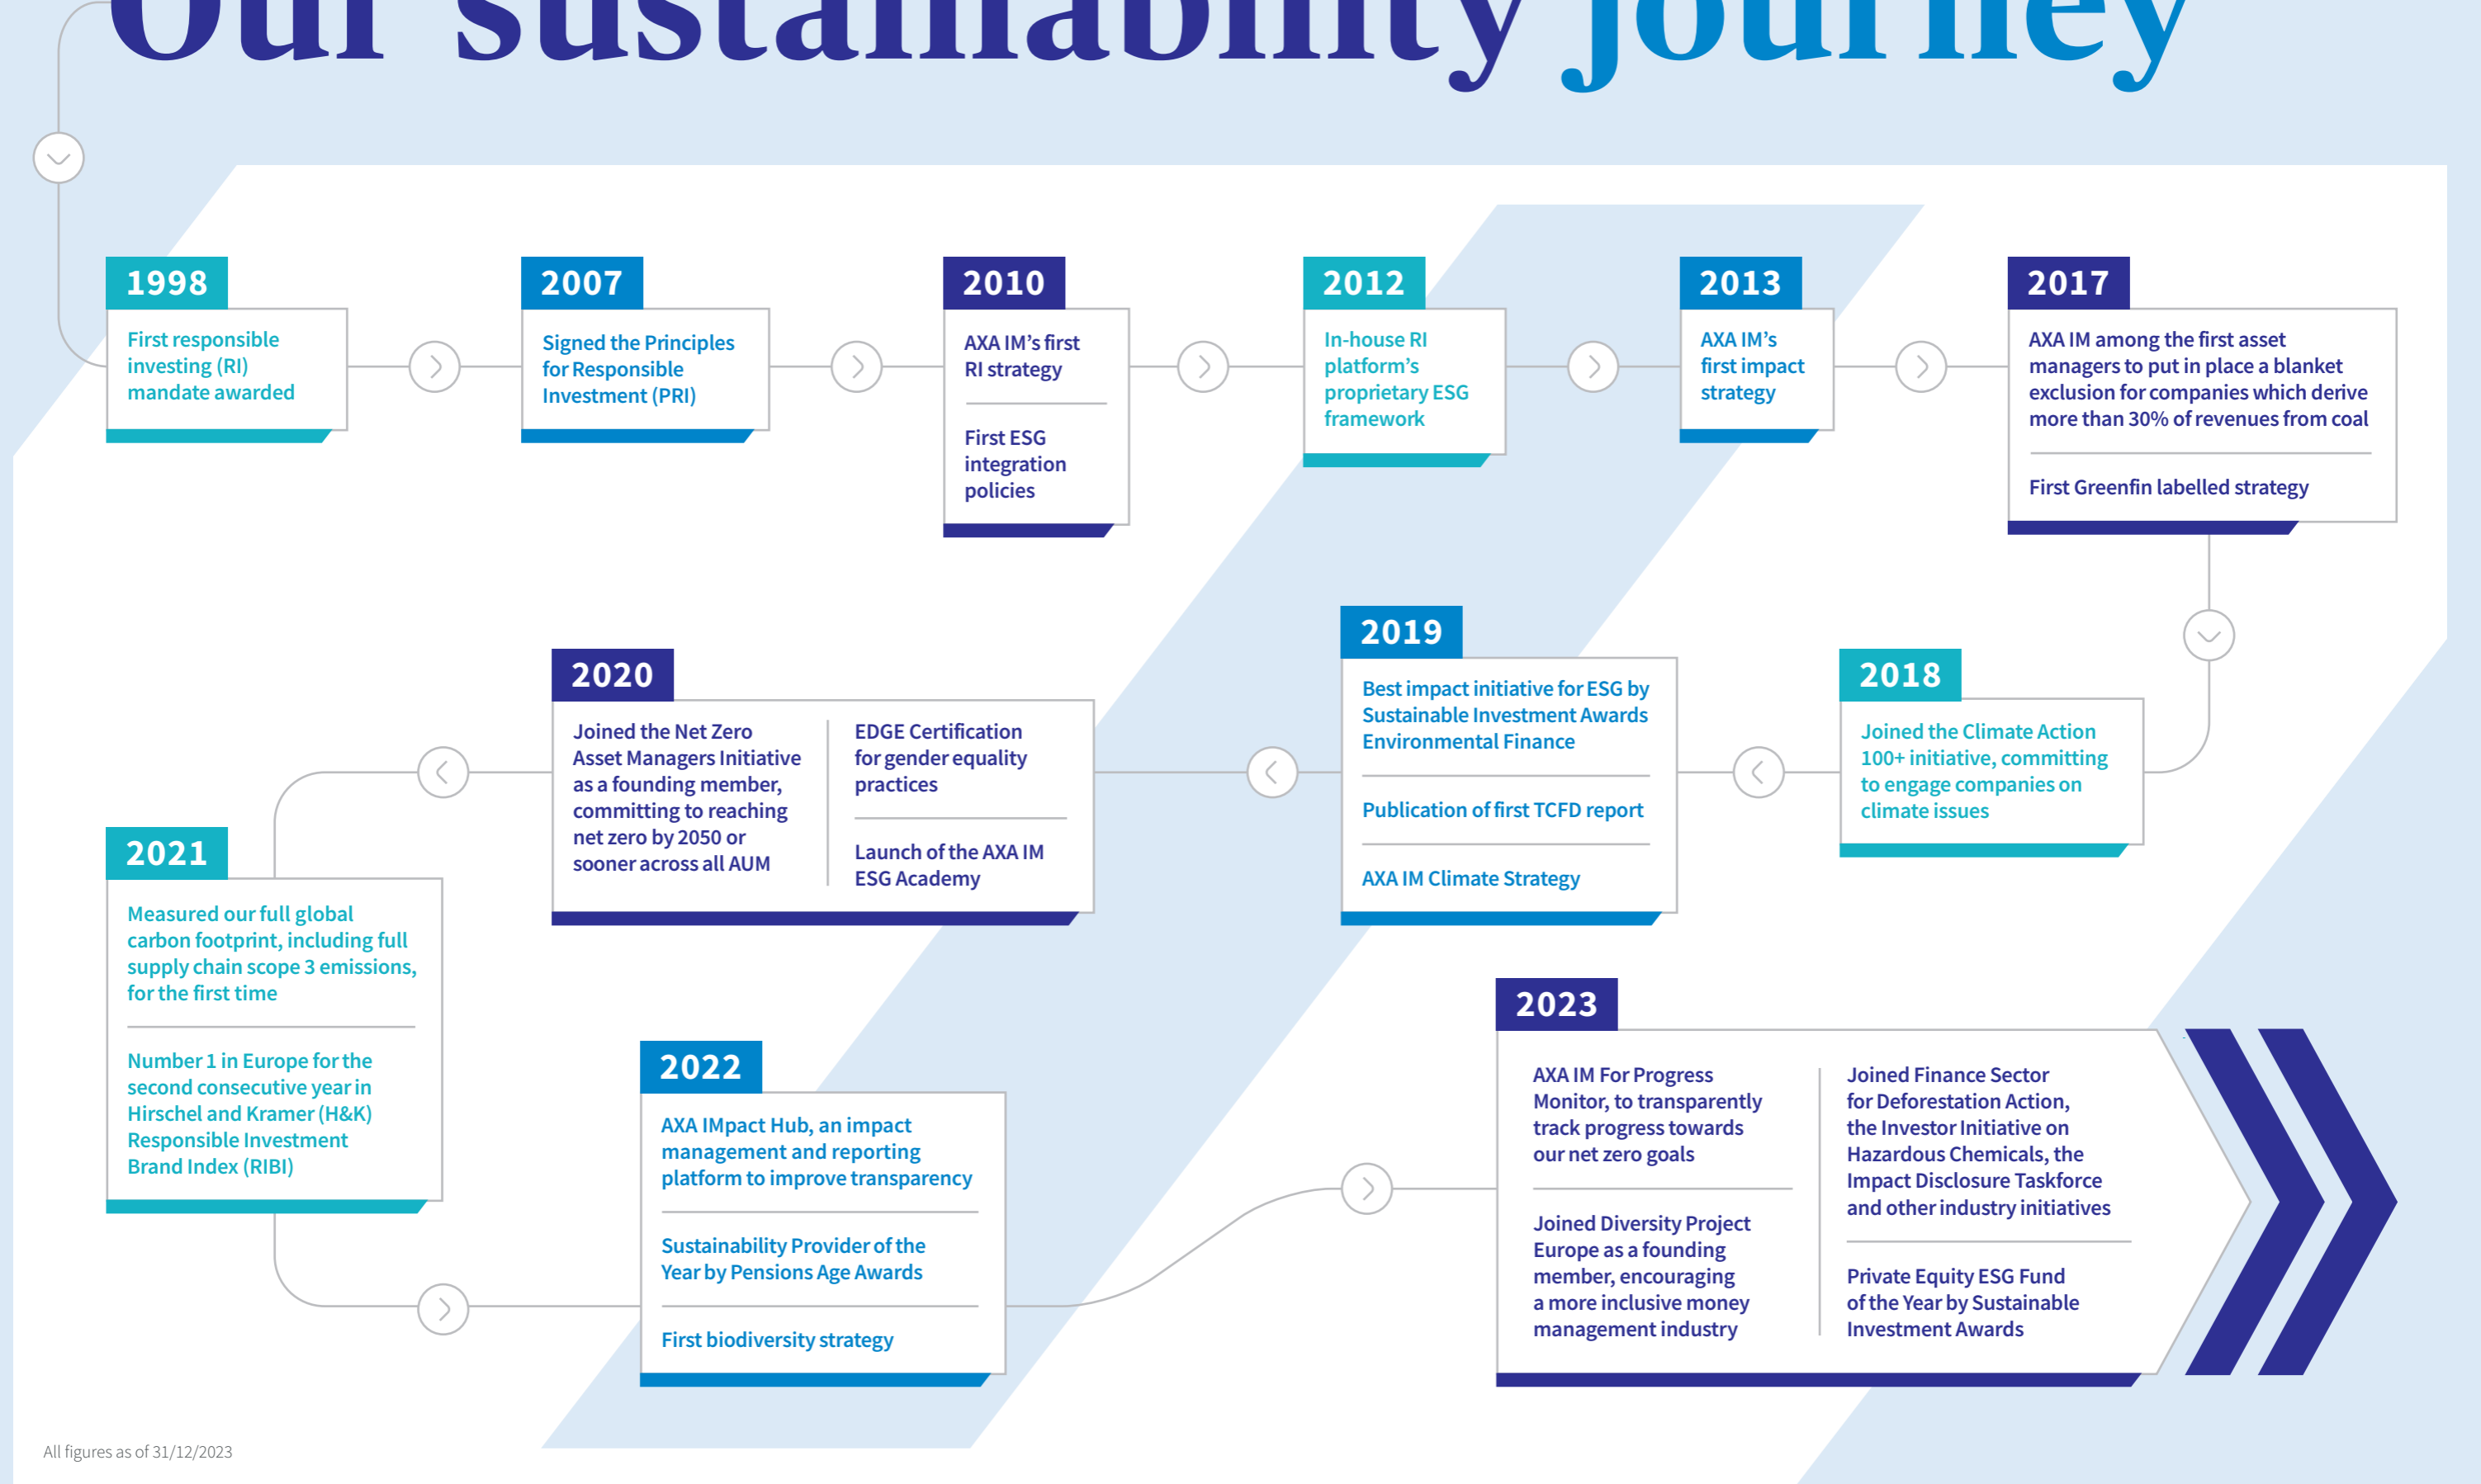 Our sustainability journey
1998
First responsible
investing (RI)
mandate awarded
2007
Signed the Principles
for Responsible
Investment (PRI)
2010
AXA IM’s first
RI strategy
First ESG
integration
policies
2012
In-house RI
platform’s
proprietary ESG
framework
2013
AXA IM’s
first impact
strategy
2017
AXA IM among the first asset
managers to put in place a blanket
exclusion for companies which derive
more than 30% of revenues from coal
First Greenfin labelled strategy
2018
Joined the Climate Action
100+ initiative, committing
to engage companies on
climate issues
2019
Best impact initiative for ESG by
Sustainable Investment Awards
Environmental Finance
Publication of first TCFD report
AXA IM Climate Strategy
2020
Joined the Net Zero
Asset Managers Initiative
as a founding member,
committing to reaching
net zero by 2050 or
sooner across all AUM
EDGE Certification
for gender equality
practices
Launch of the AXA IM
ESG Academy
2021
Measured our full global
carbon footprint, including full
supply chain scope 3 emissions,
for the first time
Number 1 in Europe for the
second consecutive year in
Hirschel and Kramer (H&K)
Responsible Investment
Brand Index (RIBI)
2022
AXA IMpact Hub, an impact
management and reporting
platform to improve transparency
Sustainability Provider of the
Year by Pensions Age Awards
First biodiversity strategy
2023
AXA IM For Progress
Monitor, to transparently
track progress towards
our net zero goals
Joined Diversity Project
Europe as a founding
member, encouraging
a more inclusive money
management industry
Joined Finance Sector
for Deforestation Action,
the Investor Initiative on
Hazardous Chemicals, the
Impact Disclosure Taskforce
and other industry initiatives
Private Equity ESG Fund
of the Year by Sustainable
Investment Awards
All figures as of 31/12/2023